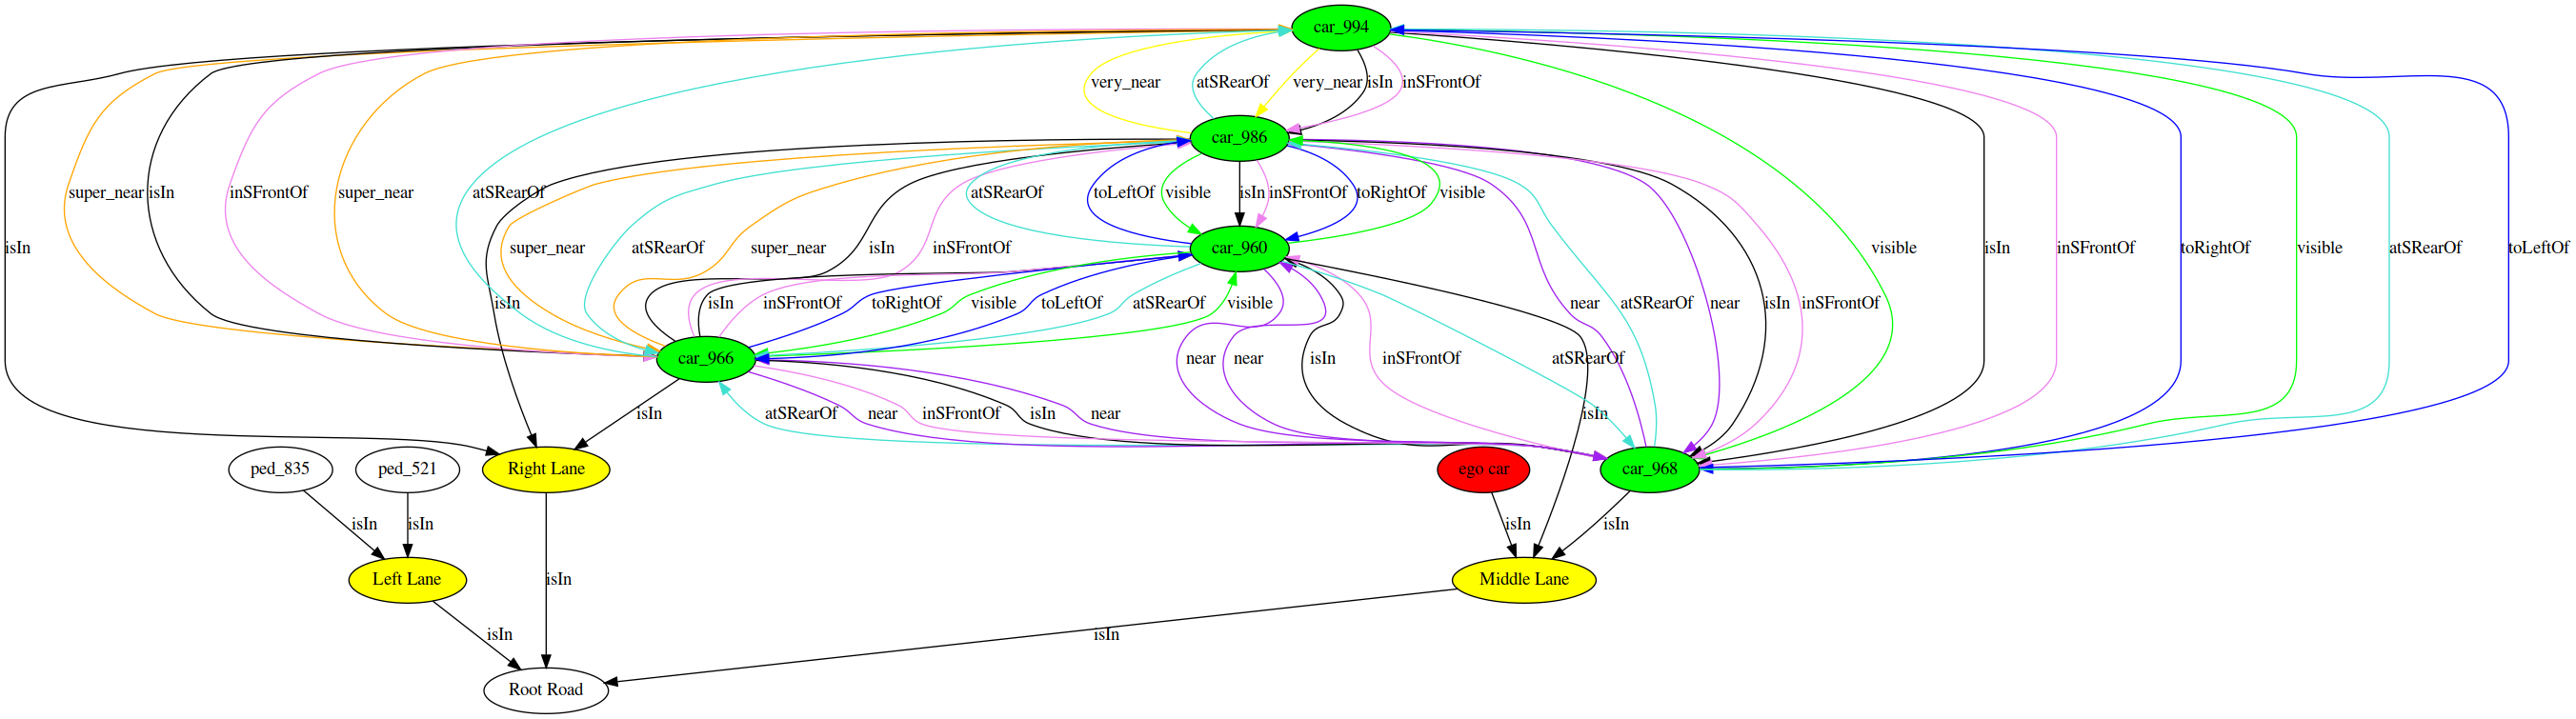 car_994
very_near
atSRearOf
very_near
isIn
inSFrontOf
car_986
super_near
isIn
inSFrontOf
super_near
atSRearOf
atSRearOf
toLeftOf
visible
isIn
inSFrontOf
toRightOf
visible
isIn
super_near
atSRearOf
super_near
isIn
inSFrontOf
car_960
visible
isIn
inSFrontOf
toRightOf
visible
atSRearOf
toLeftOf
isIn
isIn
inSFrontOf
toRightOf
visible
toLeftOf
atSRearOf
visible
near
atSRearOf
near
isIn
inSFrontOf
car_966
near
near
isIn
inSFrontOf
atSRearOf
isIn
atSRearOf
near
inSFrontOf
isIn
near
isIn
ped_835
ped_521
Right Lane
ego car
car_968
isIn
isIn
isIn
isIn
Left Lane
isIn
Middle Lane
isIn
isIn
Root Road